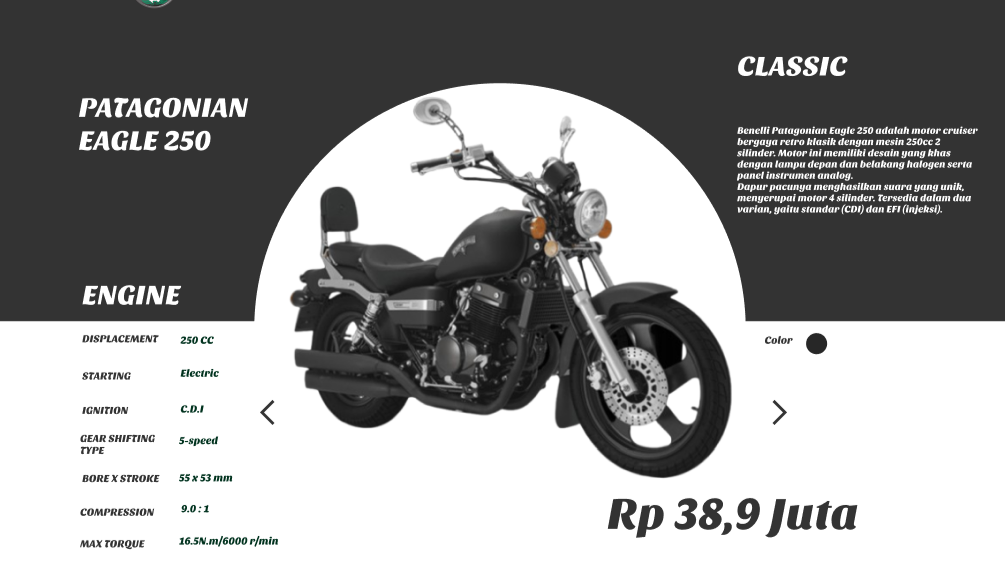 PATAGONIAN
EAGLE 250
CLASSIC
Benelli Patagonian Eagle 250 adalah motor cruiser
bergaya retro klasik dengan mesin 250cc 2
silinder. Motor ini memiliki desain yang khas
dengan lampu depan dan belakang halogen serta
panel instrumen analog.
Dapur pacunya menghasilkan suara yang unik,
menyerupai motor 4 silinder. Tersedia dalam dua
varian, yaitu standar (CDI) dan EFI (injeksi).
ENGINE
DISPLACEMENT 250 CC
STARTING Electric
IGNITION C.D.I
GEAR SHIFTING
TYPE 5-speed
BORE X STROKE 55 x 53 mm
COMPRESSION 9.0 : 1
MAX TORQUE 16.5N.m/6000 r/min
Color
Rp 38,9 Juta